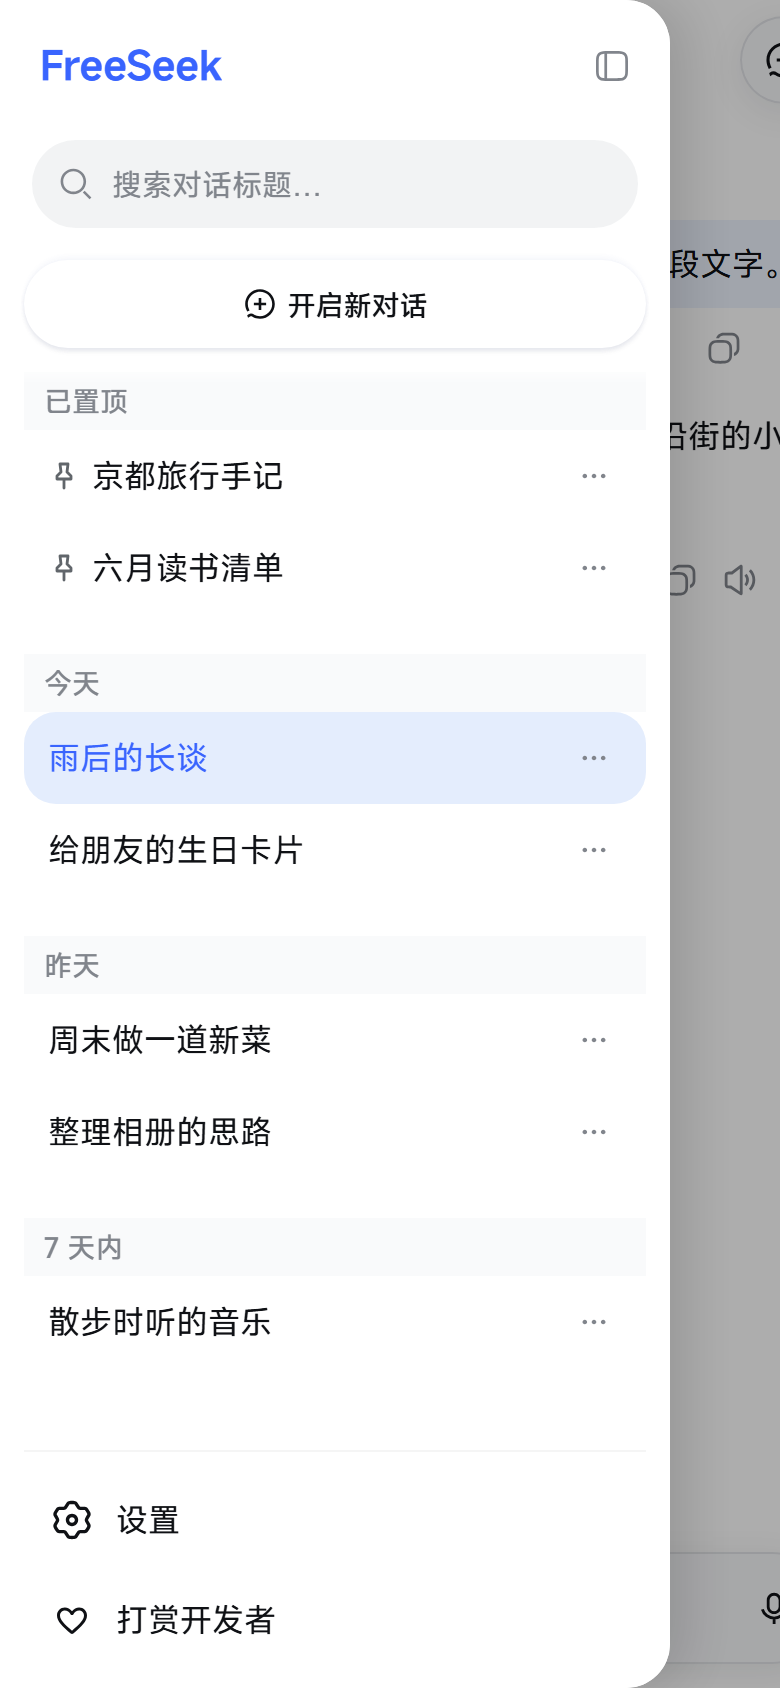 FreeSeek
搜索对话标题...
开启新对话
已置顶
京都旅行手记
六月读书清单
今天
雨后的长谈
给朋友的生日卡片
昨天
周末做一道新菜
整理相册的思路
7 天内
散步时听的音乐
设置
打赏开发者
段文字。
沿街的小